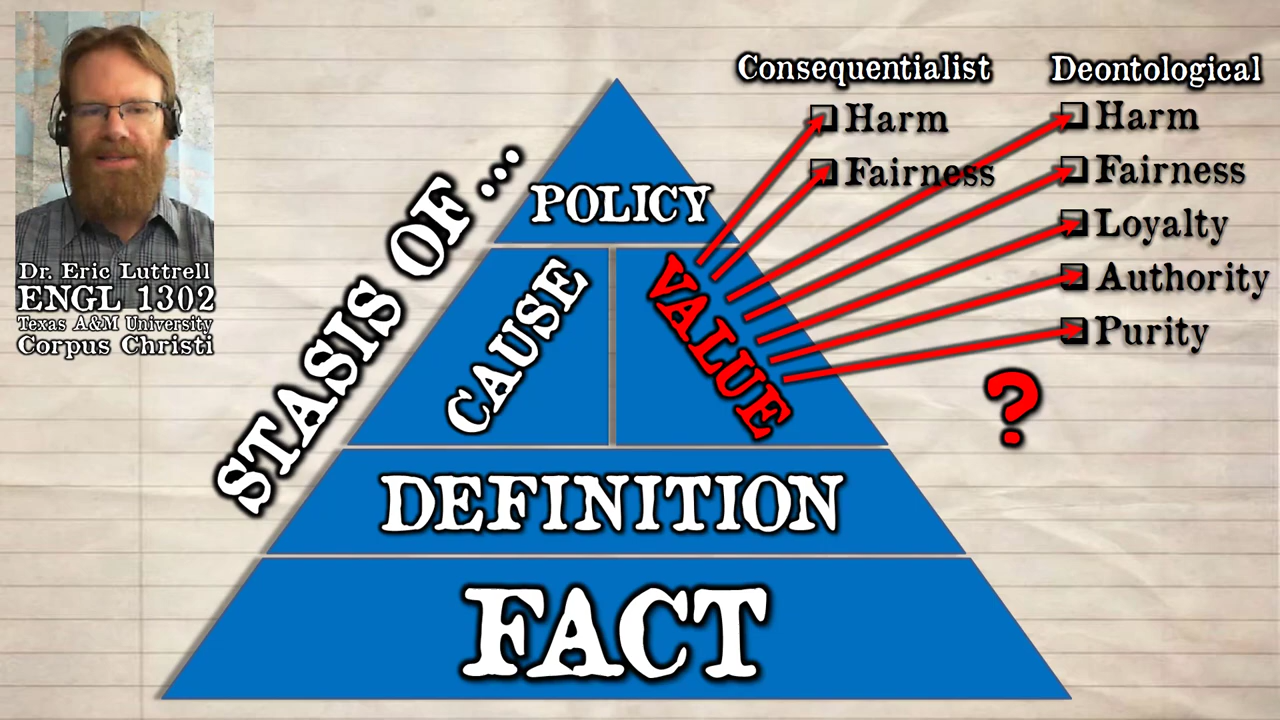 Dr. Eric Luttrell
ENGL 1302
Texas A&M University
Corpus Christi
STASIS OF...
POLICY
CAUSE
VALUE
DEFINITION
FACT
Consequentialist
Harm
Fairness
Deontological
Harm
Fairness
Loyalty
Authority
Purity
?